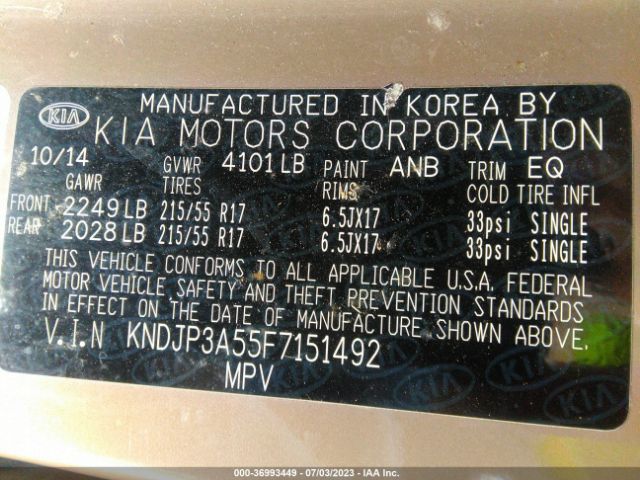 KIA
MANUFACTURED IN KOREA BY
KIA MOTORS CORPORATION
10/14 GVWR 4101 LB PAINT ANB TRIM EQ
GAWR TIRES RIMS COLD TIRE INFL
FRONT 2249 LB 215/55 R17 6.5JX17 33psi SINGLE
REAR 2028 LB 215/55 R17 6.5JX17 33psi SINGLE
THIS VEHICLE CONFORMS TO ALL APPLICABLE U.S.A. FEDERAL
MOTOR VEHICLE SAFETY AND THEFT PREVENTION STANDARDS
IN EFFECT ON THE DATE OF MANUFACTURE SHOWN ABOVE.
V.I.N KNDJP3A55F7151492
MPV
000-36993449 - 07/03/2023 - IAA Inc.